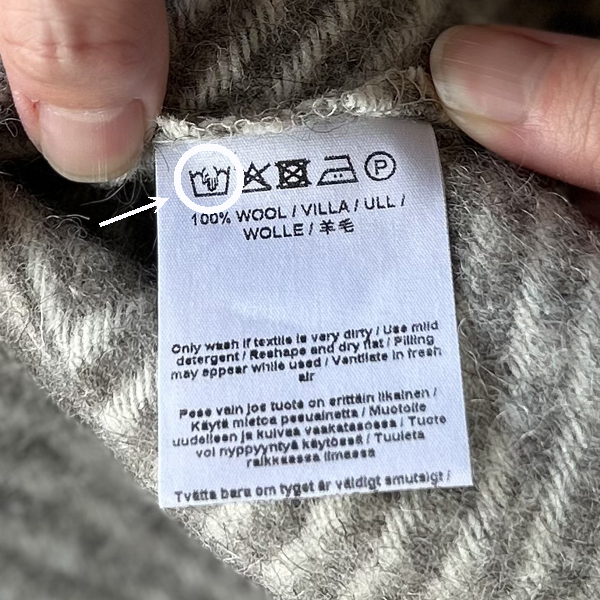 P
100% WOOL / VILLA / ULL /
WOLLE / 羊毛
Only wash if textile is very dirty / Use mild
detergent / Reshape and dry flat / Pilling
may appear while used / Ventilate in fresh
air
Pese vain jos tuote on erittäin likainen /
Käytä mietoa pesuainetta / Muotoile
uudelleen ja kuivaa vaakatasossa / Tuote
voi nyppyyntyä käytössä / Tuuleta
raikkaassa ilmassa
Tvätta bara om tyget är väldigt smutsigt /